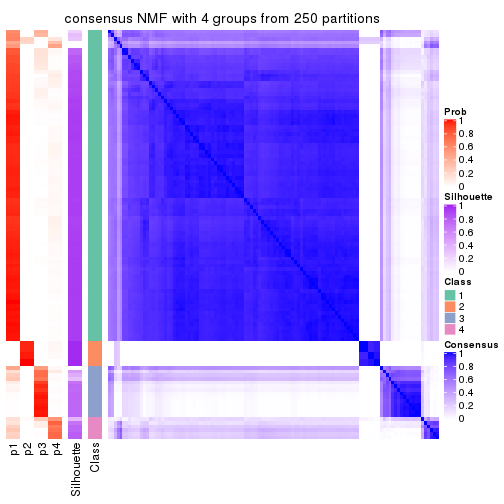 consensus NMF with 4 groups from 250 partitions
Prob
1
0.8
0.6
0.4
0.2
0
Silhouette
1
0.8
0.6
0.4
0.2
0
Class
1
2
3
4
Consensus
1
0.8
0.6
0.4
0.2
0
p1
p2
p3
p4
Silhouette
Class